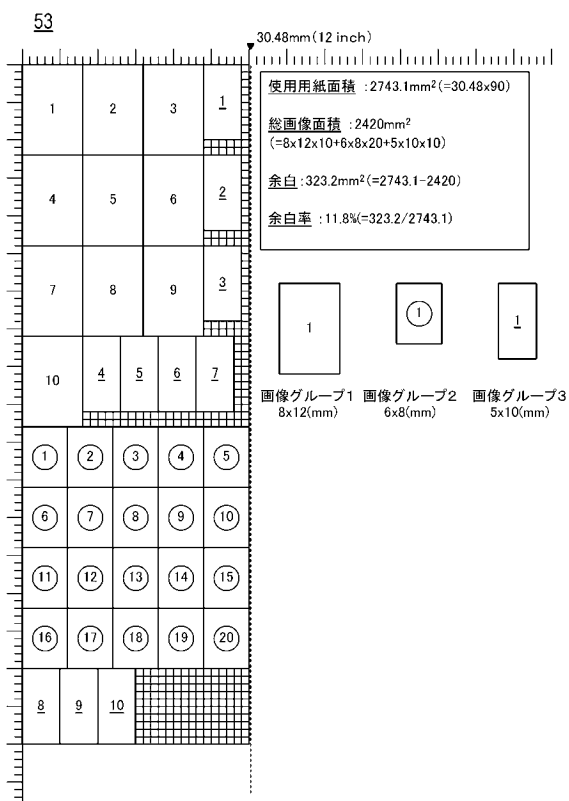 53
30.48mm(12 inch)
使用用紙面積 :2743.1mm²(=30.48x90)
総画像面積 :2420mm²
(=8x12x10+6x8x20+5x10x10)
余白:323.2mm²(=2743.1-2420)
余白率 :11.8%(=323.2/2743.1)
1 2 3 1
4 5 6 2
7 8 9 3
10 4 5 6 7
① ② ③ ④ ⑤
⑥ ⑦ ⑧ ⑨ ⑩
⑪ ⑫ ⑬ ⑭ ⑮
⑯ ⑰ ⑱ ⑲ ⑳
8 9 10
1 ① 1
画像グループ1 画像グループ2 画像グループ3
8x12(mm) 6x8(mm) 5x10(mm)